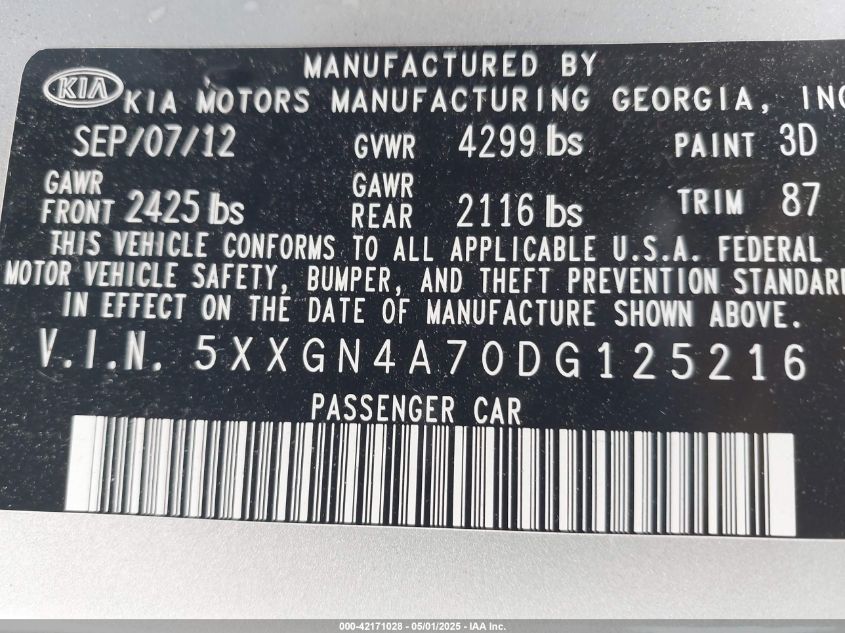 MANUFACTURED BY
KIA KIA MOTORS MANUFACTURING GEORGIA, INC
SEP/07/12 GVWR 4299 lbs PAINT 3D
GAWR FRONT 2425 lbs GAWR REAR 2116 lbs TRIM 87
THIS VEHICLE CONFORMS TO ALL APPLICABLE U.S.A. FEDERAL
MOTOR VEHICLE SAFETY, BUMPER, AND THEFT PREVENTION STANDARD
IN EFFECT ON THE DATE OF MANUFACTURE SHOWN ABOVE.
V.I.N. 5XXGN4A70DG125216
PASSENGER CAR
000-42171028 - 05/01/2025 - IAA Inc.